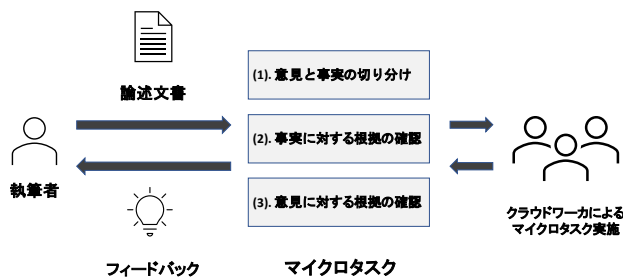 (1). 意見と事実の切り分け
論述文書
(2). 事実に対する根拠の確認
執筆者
(3). 意見に対する根拠の確認
クラウドワーカによる
マイクロタスク実施
フィードバック
マイクロタスク